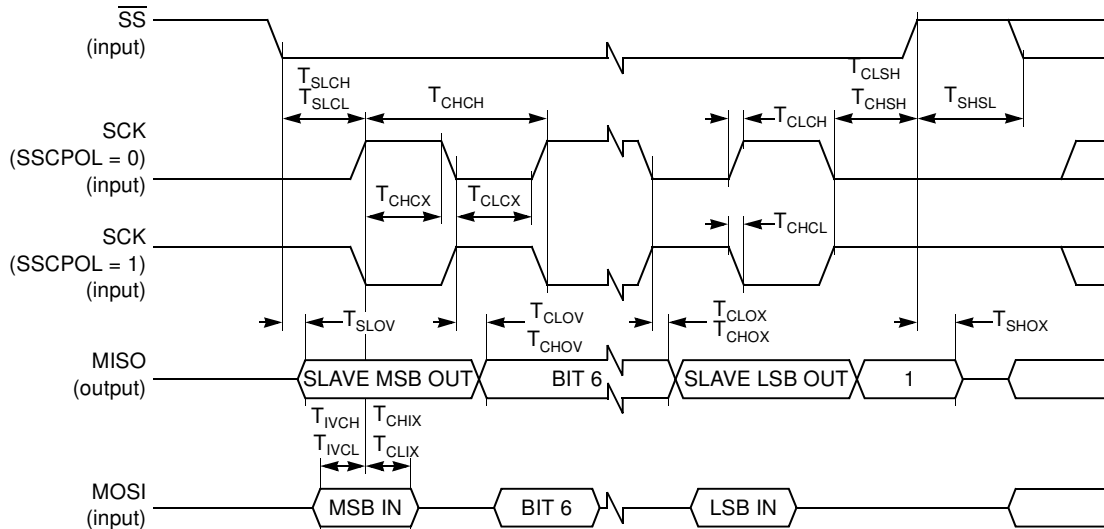 SS
(input)
TSLCH
TSLCL
TCHCH
TCLCH
TCLSH
TCHSH
TSHSL
SCK
(SSCPOL = 0)
(input)
TCHCX
TCLCX
TCHCL
SCK
(SSCPOL = 1)
(input)
TSLOV
TCLOV
TCHOV
TCLOX
TCHOX
TSHOX
MISO
(output)
SLAVE MSB OUT
BIT 6
SLAVE LSB OUT
1
TIVCH
TIVCL
TCHIX
TCLIX
MOSI
(input)
MSB IN
BIT 6
LSB IN